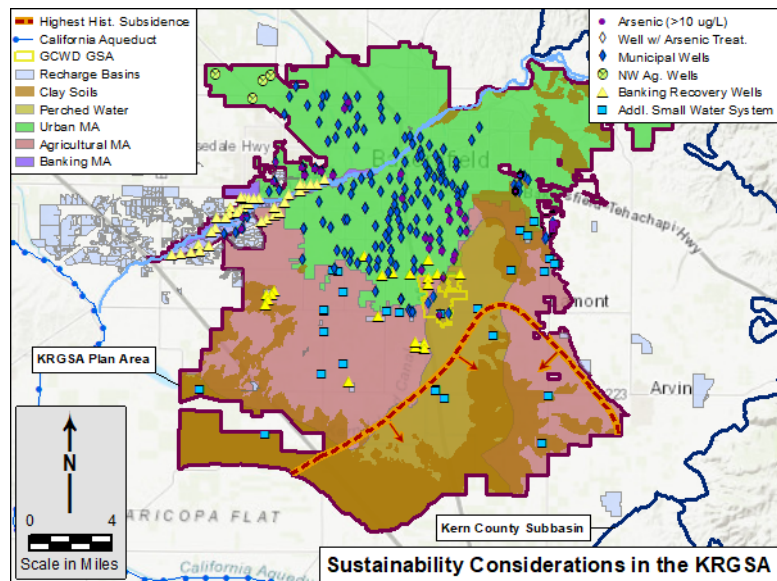 Highest Hist. Subsidence
California Aqueduct
GCWD GSA
Recharge Basins
Clay Soils
Perched Water
Urban MA
Agricultural MA
Banking MA
Arsenic (>10 ug/L)
Well w/ Arsenic Treat.
Municipal Wells
NW Ag. Wells
Banking Recovery Wells
Addl. Small Water System
edale Hwy
Tehachapi Hwy
mont
KRGSA Plan Area
223
Arvin
N
0 4
Scale in Miles
ARICOPA FLAT
Kern County Subbasin
California Aqued
Sustainability Considerations in the KRGSA